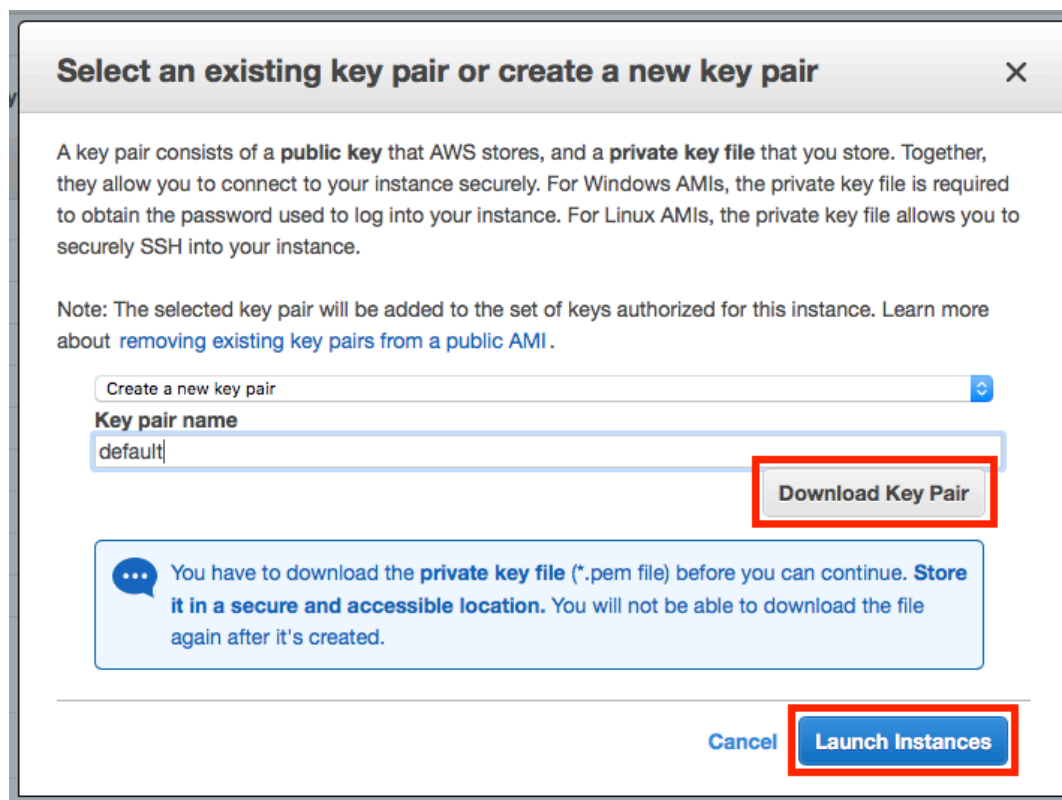 Select an existing key pair or create a new key pair
y
A key pair consists of a public key that AWS stores, and a private key file that you store. Together,
they allow you to connect to your instance securely. For Windows AMIs, the private key file is required
to obtain the password used to log into your instance. For Linux AMIs, the private key file allows you to
securely SSH into your instance.
Note: The selected key pair will be added to the set of keys authorized for this instance. Learn more
about removing existing key pairs from a public AMI.
Create a new key pair
Key pair name
default
Download Key Pair
You have to download the private key file (*.pem file) before you can continue. Store
it in a secure and accessible location. You will not be able to download the file
again after it's created.
Cancel Launch Instances